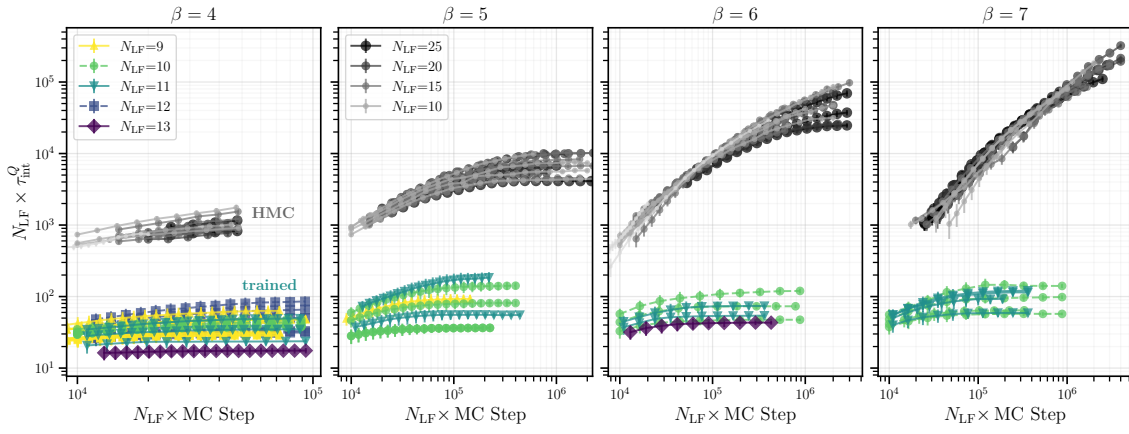 β = 4
β = 5
β = 6
β = 7
N_LF × τ_int^Q
10^5
10^4
10^3
10^2
10^1
N_LF=9
N_LF=10
N_LF=11
N_LF=12
N_LF=13
HMC
trained
N_LF=25
N_LF=20
N_LF=15
N_LF=10
10^4
10^5
10^4
10^5
10^6
10^4
10^5
10^6
10^4
10^5
10^6
N_LF× MC Step
N_LF× MC Step
N_LF× MC Step
N_LF× MC Step